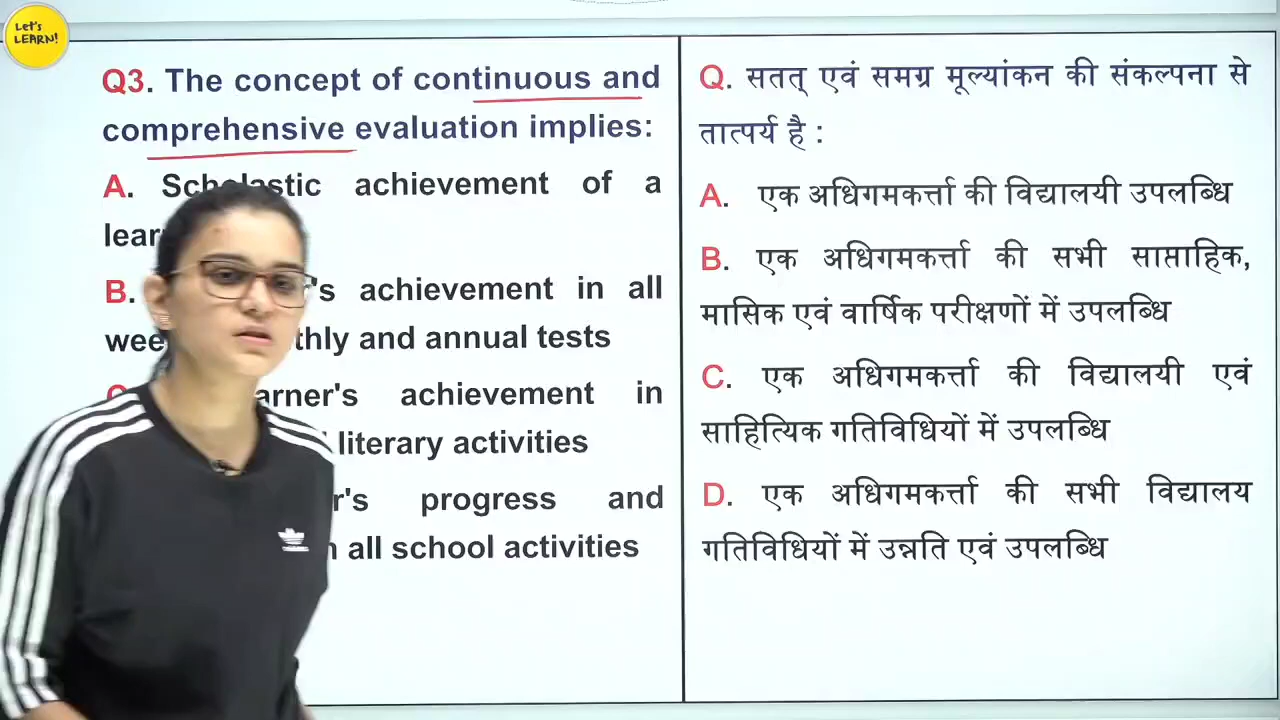 Let's
LEARN!
Q3. The concept of continuous and
comprehensive evaluation implies:
A. Scholastic achievement of a
B. 's achievement in all
and annual tests
achievement in
literary activities
progress and
all school activities
Q. सतत् एवं समग्र मूल्यांकन की संकल्पना से
तात्पर्य है :
A. एक अधिगमकर्त्ता की विद्यालयी उपलब्धि
B. एक अधिगमकर्त्ता की सभी साप्ताहिक,
मासिक एवं वार्षिक परीक्षणों में उपलब्धि
C. एक अधिगमकर्त्ता की विद्यालयी एवं
साहित्यिक गतिविधियों में उपलब्धि
D. एक अधिगमकर्त्ता की सभी विद्यालय
गतिविधियों में उन्नति एवं उपलब्धि